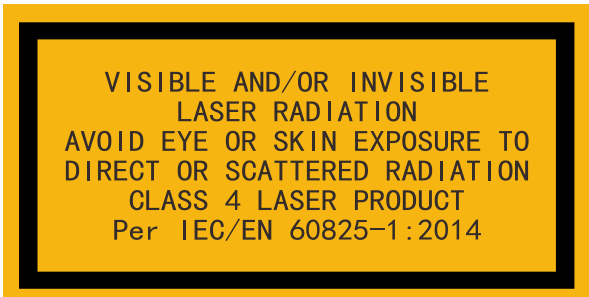 VISIBLE AND/OR INVISIBLE
LASER RADIATION
AVOID EYE OR SKIN EXPOSURE TO
DIRECT OR SCATTERED RADIATION
CLASS 4 LASER PRODUCT
Per IEC/EN 60825-1:2014